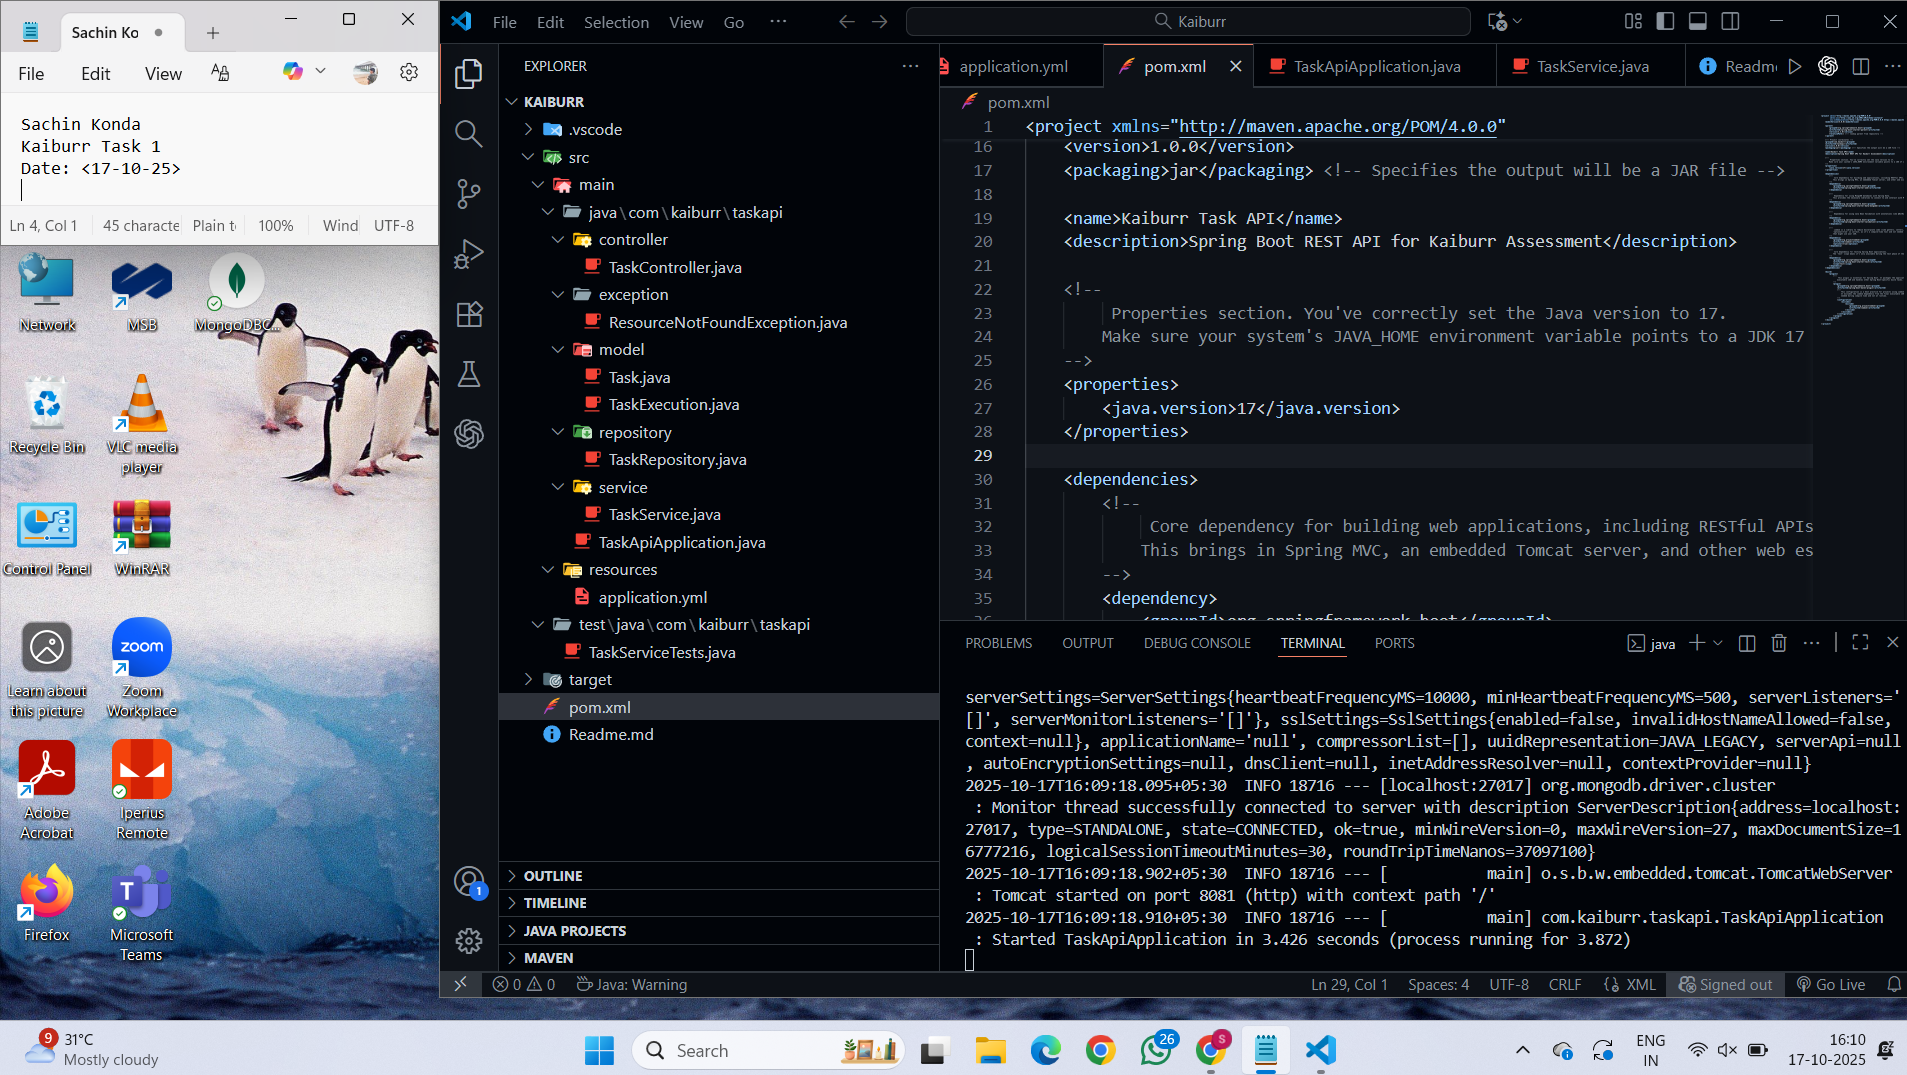 Sachin Ko
File Edit View
Sachin Konda
Kaiburr Task 1
Date: <17-10-25>
Ln 4, Col 1 45 characte Plain t 100% Wind UTF-8
Network
MSB
MongoDBC...
Recycle Bin
VLC media
player
Control Panel
WinRAR
Learn about
this picture
Zoom
Workplace
zoom
Adobe
Acrobat
Iperius
Remote
Firefox
Microsoft
Teams
File Edit Selection View Go ···
Kaiburr
EXPLORER
KAIBURR
.vscode
src
main
java\com\kaiburr\taskapi
controller
TaskController.java
exception
ResourceNotFoundException.java
model
Task.java
TaskExecution.java
repository
TaskRepository.java
service
TaskService.java
TaskApiApplication.java
resources
application.yml
test\java\com\kaiburr\taskapi
TaskServiceTests.java
target
pom.xml
Readme.md
OUTLINE
TIMELINE
JAVA PROJECTS
MAVEN
1
application.yml pom.xml TaskApiApplication.java TaskService.java Readm
pom.xml
1 <project xmlns="http://maven.apache.org/POM/4.0.0"
16 <version>1.0.0</version>
17 <packaging>jar</packaging> <!-- Specifies the output will be a JAR file -->
18
19 <name>Kaiburr Task API</name>
20 <description>Spring Boot REST API for Kaiburr Assessment</description>
21
22 <!--
23 Properties section. You've correctly set the Java version to 17.
24 Make sure your system's JAVA_HOME environment variable points to a JDK 17
25 -->
26 <properties>
27 <java.version>17</java.version>
28 </properties>
29
30 <dependencies>
31 <!--
32 Core dependency for building web applications, including RESTful APIs
33 This brings in Spring MVC, an embedded Tomcat server, and other web es
34 -->
35 <dependency>
PROBLEMS OUTPUT DEBUG CONSOLE TERMINAL PORTS java
serverSettings=ServerSettings{heartbeatFrequencyMS=10000, minHeartbeatFrequencyMS=500, serverListeners='
[]', serverMonitorListeners='[]'}, sslSettings=SslSettings{enabled=false, invalidHostNameAllowed=false,
context=null}, applicationName='null', compressorList=[], uuidRepresentation=JAVA_LEGACY, serverApi=null
, autoEncryptionSettings=null, dnsClient=null, inetAddressResolver=null, contextProvider=null}
2025-10-17T16:09:18.095+05:30 INFO 18716 --- [localhost:27017] org.mongodb.driver.cluster
: Monitor thread successfully connected to server with description ServerDescription{address=localhost:
27017, type=STANDALONE, state=CONNECTED, ok=true, minWireVersion=0, maxWireVersion=27, maxDocumentSize=1
6777216, logicalSessionTimeoutMinutes=30, roundTripTimeNanos=37097100}
2025-10-17T16:09:18.902+05:30 INFO 18716 --- [ main] o.s.b.w.embedded.tomcat.TomcatWebServer
: Tomcat started on port 8081 (http) with context path '/'
2025-10-17T16:09:18.910+05:30 INFO 18716 --- [ main] com.kaiburr.taskapi.TaskApiApplication
: Started TaskApiApplication in 3.426 seconds (process running for 3.872)
0 0 Java: Warning Ln 29, Col 1 Spaces: 4 UTF-8 CRLF {} XML Signed out Go Live
9 31°C
Mostly cloudy
Search
26
S
ENG
IN
16:10
17-10-2025